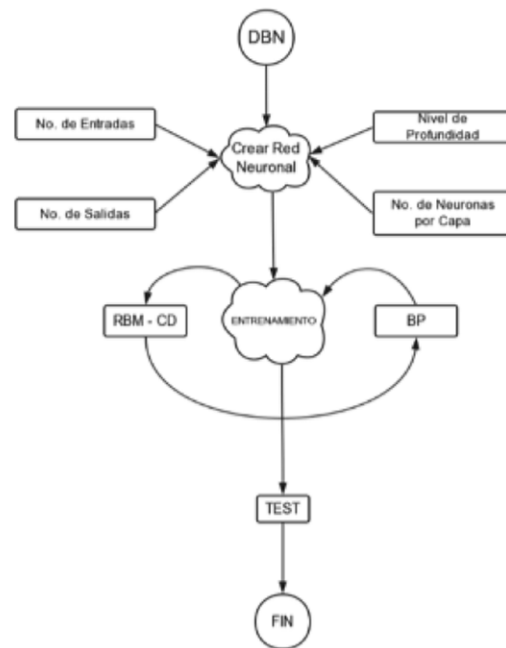 DBN
No. de Entradas
Nivel de
Profundidad
Crear Red
Neuronal
No. de Salidas
No. de Neuronas
por Capa
RBM - CD
ENTRENAMIENTO
BP
TEST
FIN